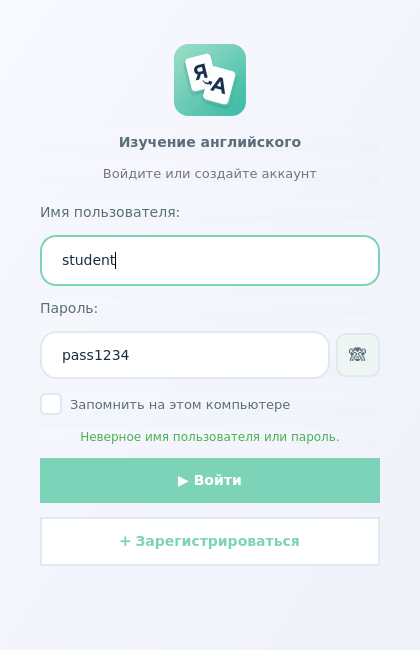 Я A
Изучение английского
Войдите или создайте аккаунт
Имя пользователя:
student
Пароль:
pass1234
Запомнить на этом компьютере
Неверное имя пользователя или пароль.
▶ Войти
+ Зарегистрироваться